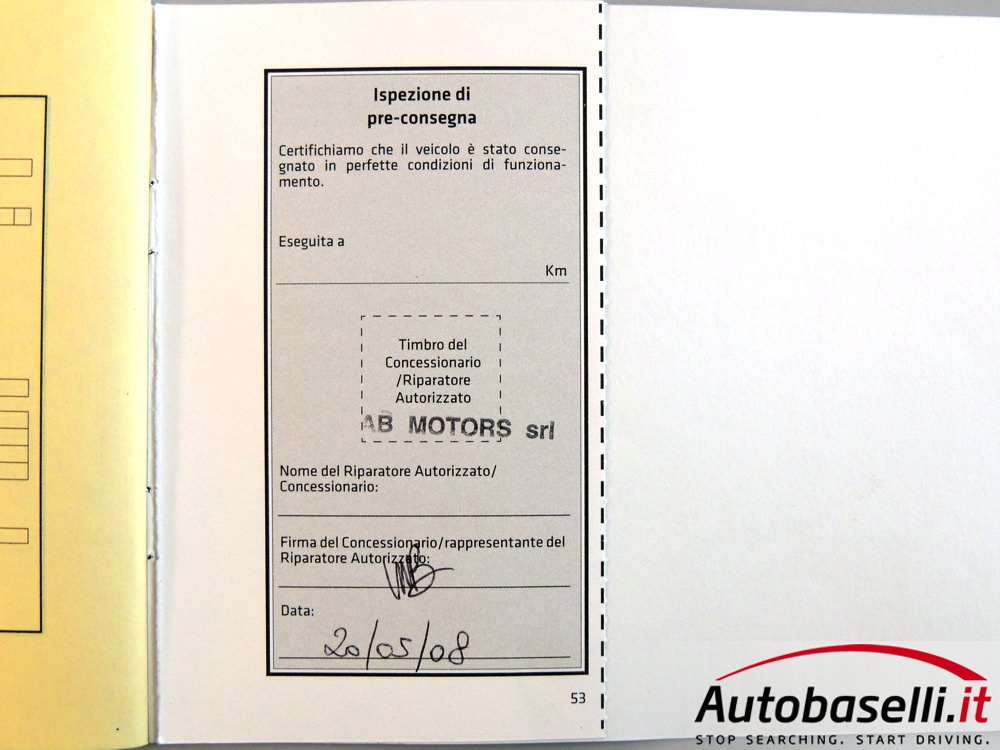 Ispezione di
pre-consegna
Certifichiamo che il veicolo è stato conse-
gnato in perfette condizioni di funziona-
mento.
Eseguita a
Km
Timbro del
Concessionario
/Riparatore
Autorizzato
AB MOTORS srl
Nome del Riparatore Autorizzato/
Concessionario:
Firma del Concessionario/rappresentante del
Riparatore Autorizzato:
Data:
20/05/08
53
Autobaselli.it
STOP SEARCHING. START DRIVING.